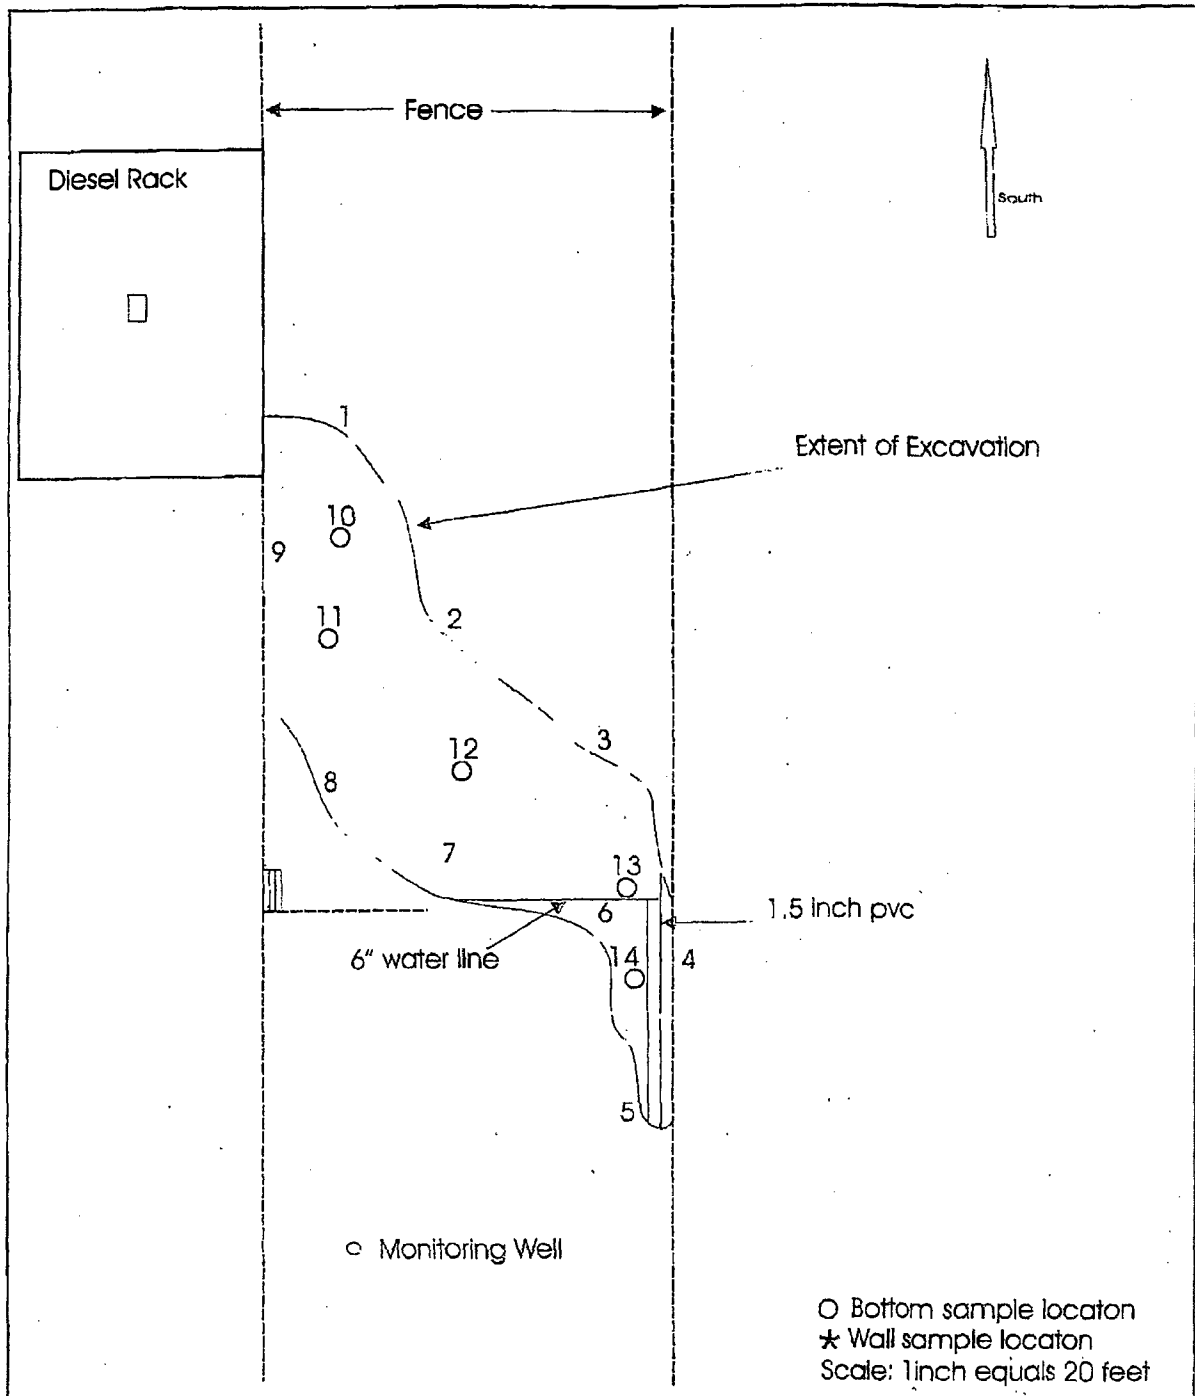 Fence
Diesel Rack
South
1
Extent of Excavation
10
9
11
2
3
12
8
7
13
6
1.5 inch pvc
6" water line
14
4
5
Monitoring Well
Bottom sample locaton
* Wall sample locaton
Scale: 1inch equals 20 feet